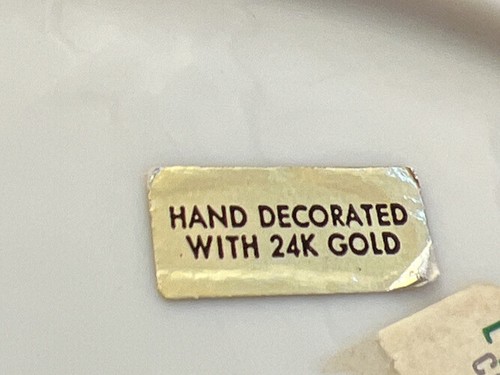 HAND DECORATED
WITH 24K GOLD